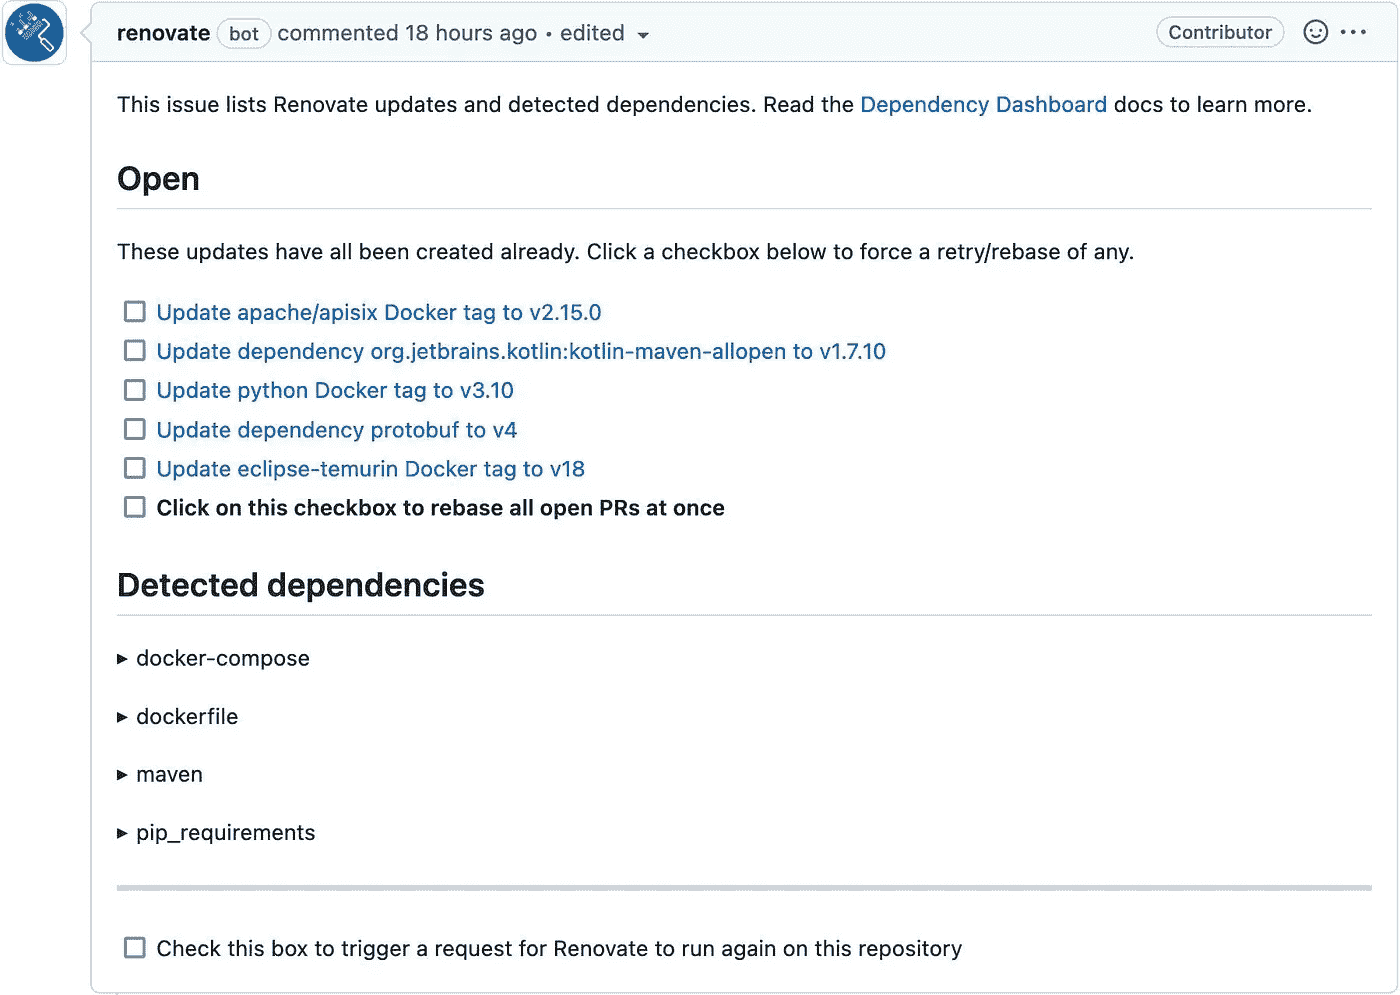 renovate bot commented 18 hours ago • edited
Contributor
This issue lists Renovate updates and detected dependencies. Read the Dependency Dashboard docs to learn more.
Open
These updates have all been created already. Click a checkbox below to force a retry/rebase of any.
Update apache/apisix Docker tag to v2.15.0
Update dependency org.jetbrains.kotlin:kotlin-maven-allopen to v1.7.10
Update python Docker tag to v3.10
Update dependency protobuf to v4
Update eclipse-temurin Docker tag to v18
Click on this checkbox to rebase all open PRs at once
Detected dependencies
docker-compose
dockerfile
maven
pip_requirements
Check this box to trigger a request for Renovate to run again on this repository